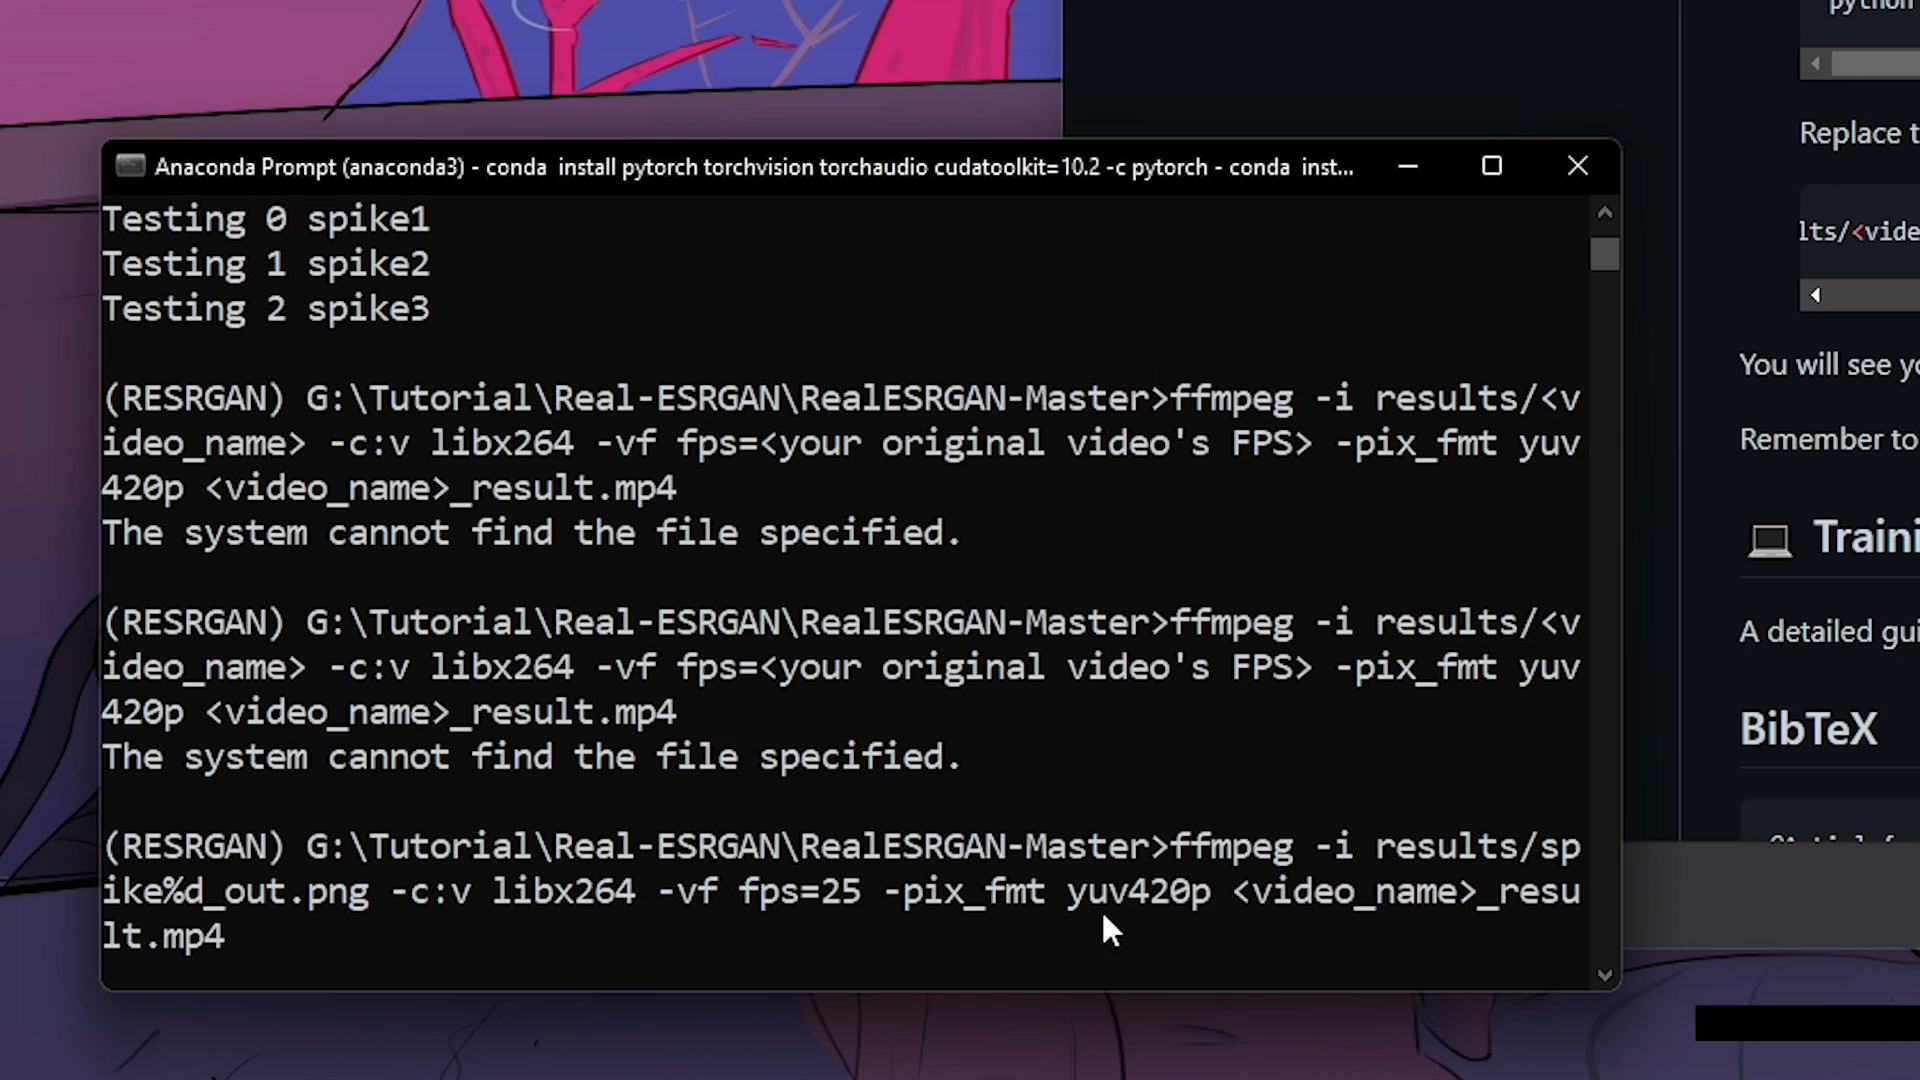 python
Replace t
Anaconda Prompt (anaconda3) - conda  install pytorch torchvision torchaudio cudatoolkit=10.2 -c pytorch - conda  inst...
Testing 0 spike1
Testing 1 spike2
Testing 2 spike3
(RESRGAN) G:\Tutorial\Real-ESRGAN\RealESRGAN-Master>ffmpeg -i results/<v
ideo_name> -c:v libx264 -vf fps=<your original video's FPS> -pix_fmt yuv
420p <video_name>_result.mp4
The system cannot find the file specified.
(RESRGAN) G:\Tutorial\Real-ESRGAN\RealESRGAN-Master>ffmpeg -i results/<v
ideo_name> -c:v libx264 -vf fps=<your original video's FPS> -pix_fmt yuv
420p <video_name>_result.mp4
The system cannot find the file specified.
(RESRGAN) G:\Tutorial\Real-ESRGAN\RealESRGAN-Master>ffmpeg -i results/sp
ike%d_out.png -c:v libx264 -vf fps=25 -pix_fmt yuv420p <video_name>_resu
lt.mp4
lts/<vide
You will see yo
Remember to
Traini
A detailed gui
BibTeX